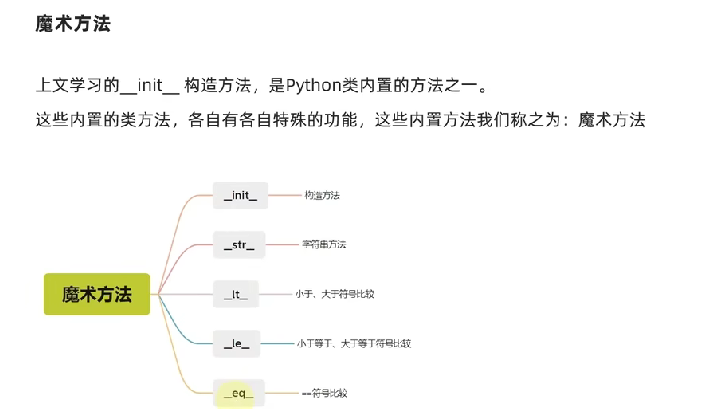 魔术方法
上文学习的__init__ 构造方法，是Python类内置的方法之一。
这些内置的类方法，各自有各自特殊的功能，这些内置方法我们称之为：魔术方法
魔术方法
__init__ 构造方法
__str__ 字符串方法
__lt__ 小于、大于符号比较
__le__ 小于等于、大于等于符号比较
__eq__ ==符号比较